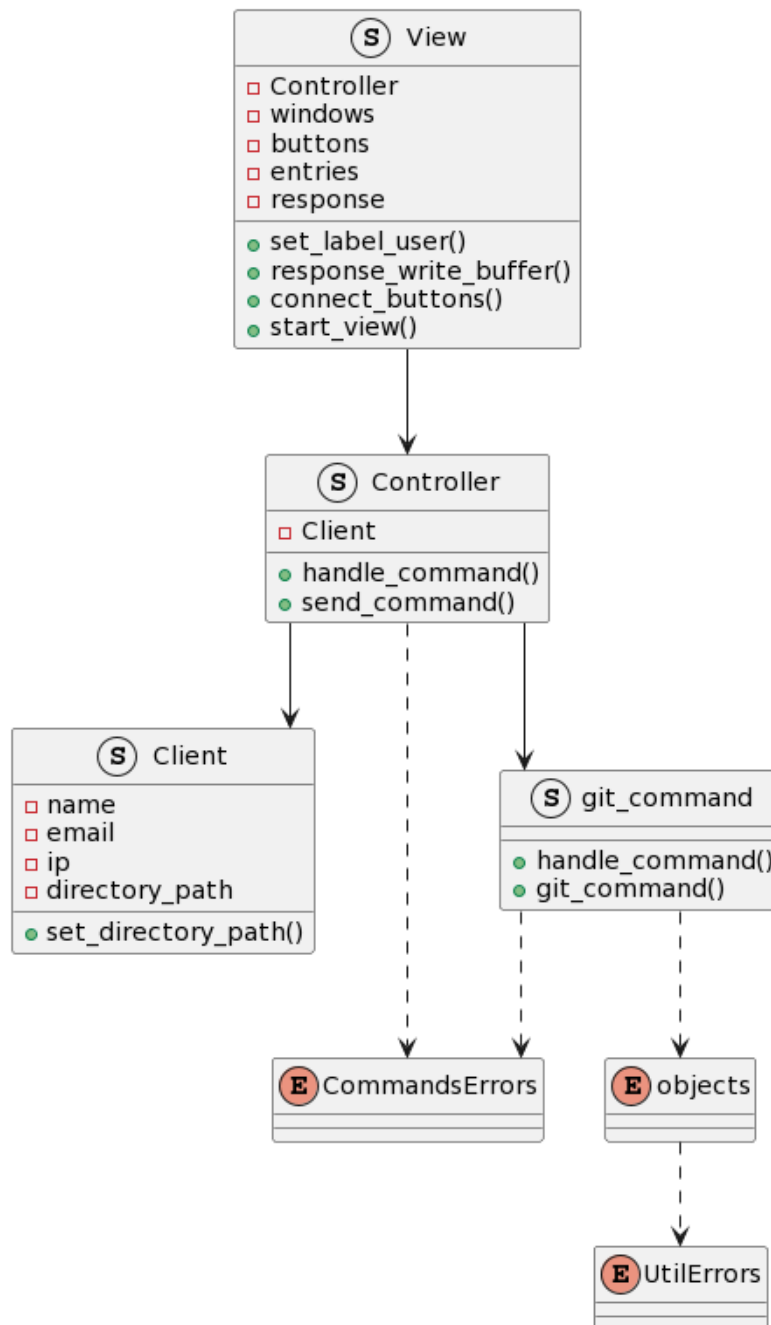 S View
Controller
windows
buttons
entries
response
set_label_user()
response_write_buffer()
connect_buttons()
start_view()
S Controller
Client
handle_command()
send_command()
S Client
name
email
ip
directory_path
set_directory_path()
S git_command
handle_command()
git_command()
E CommandsErrors
E objects
E UtilErrors